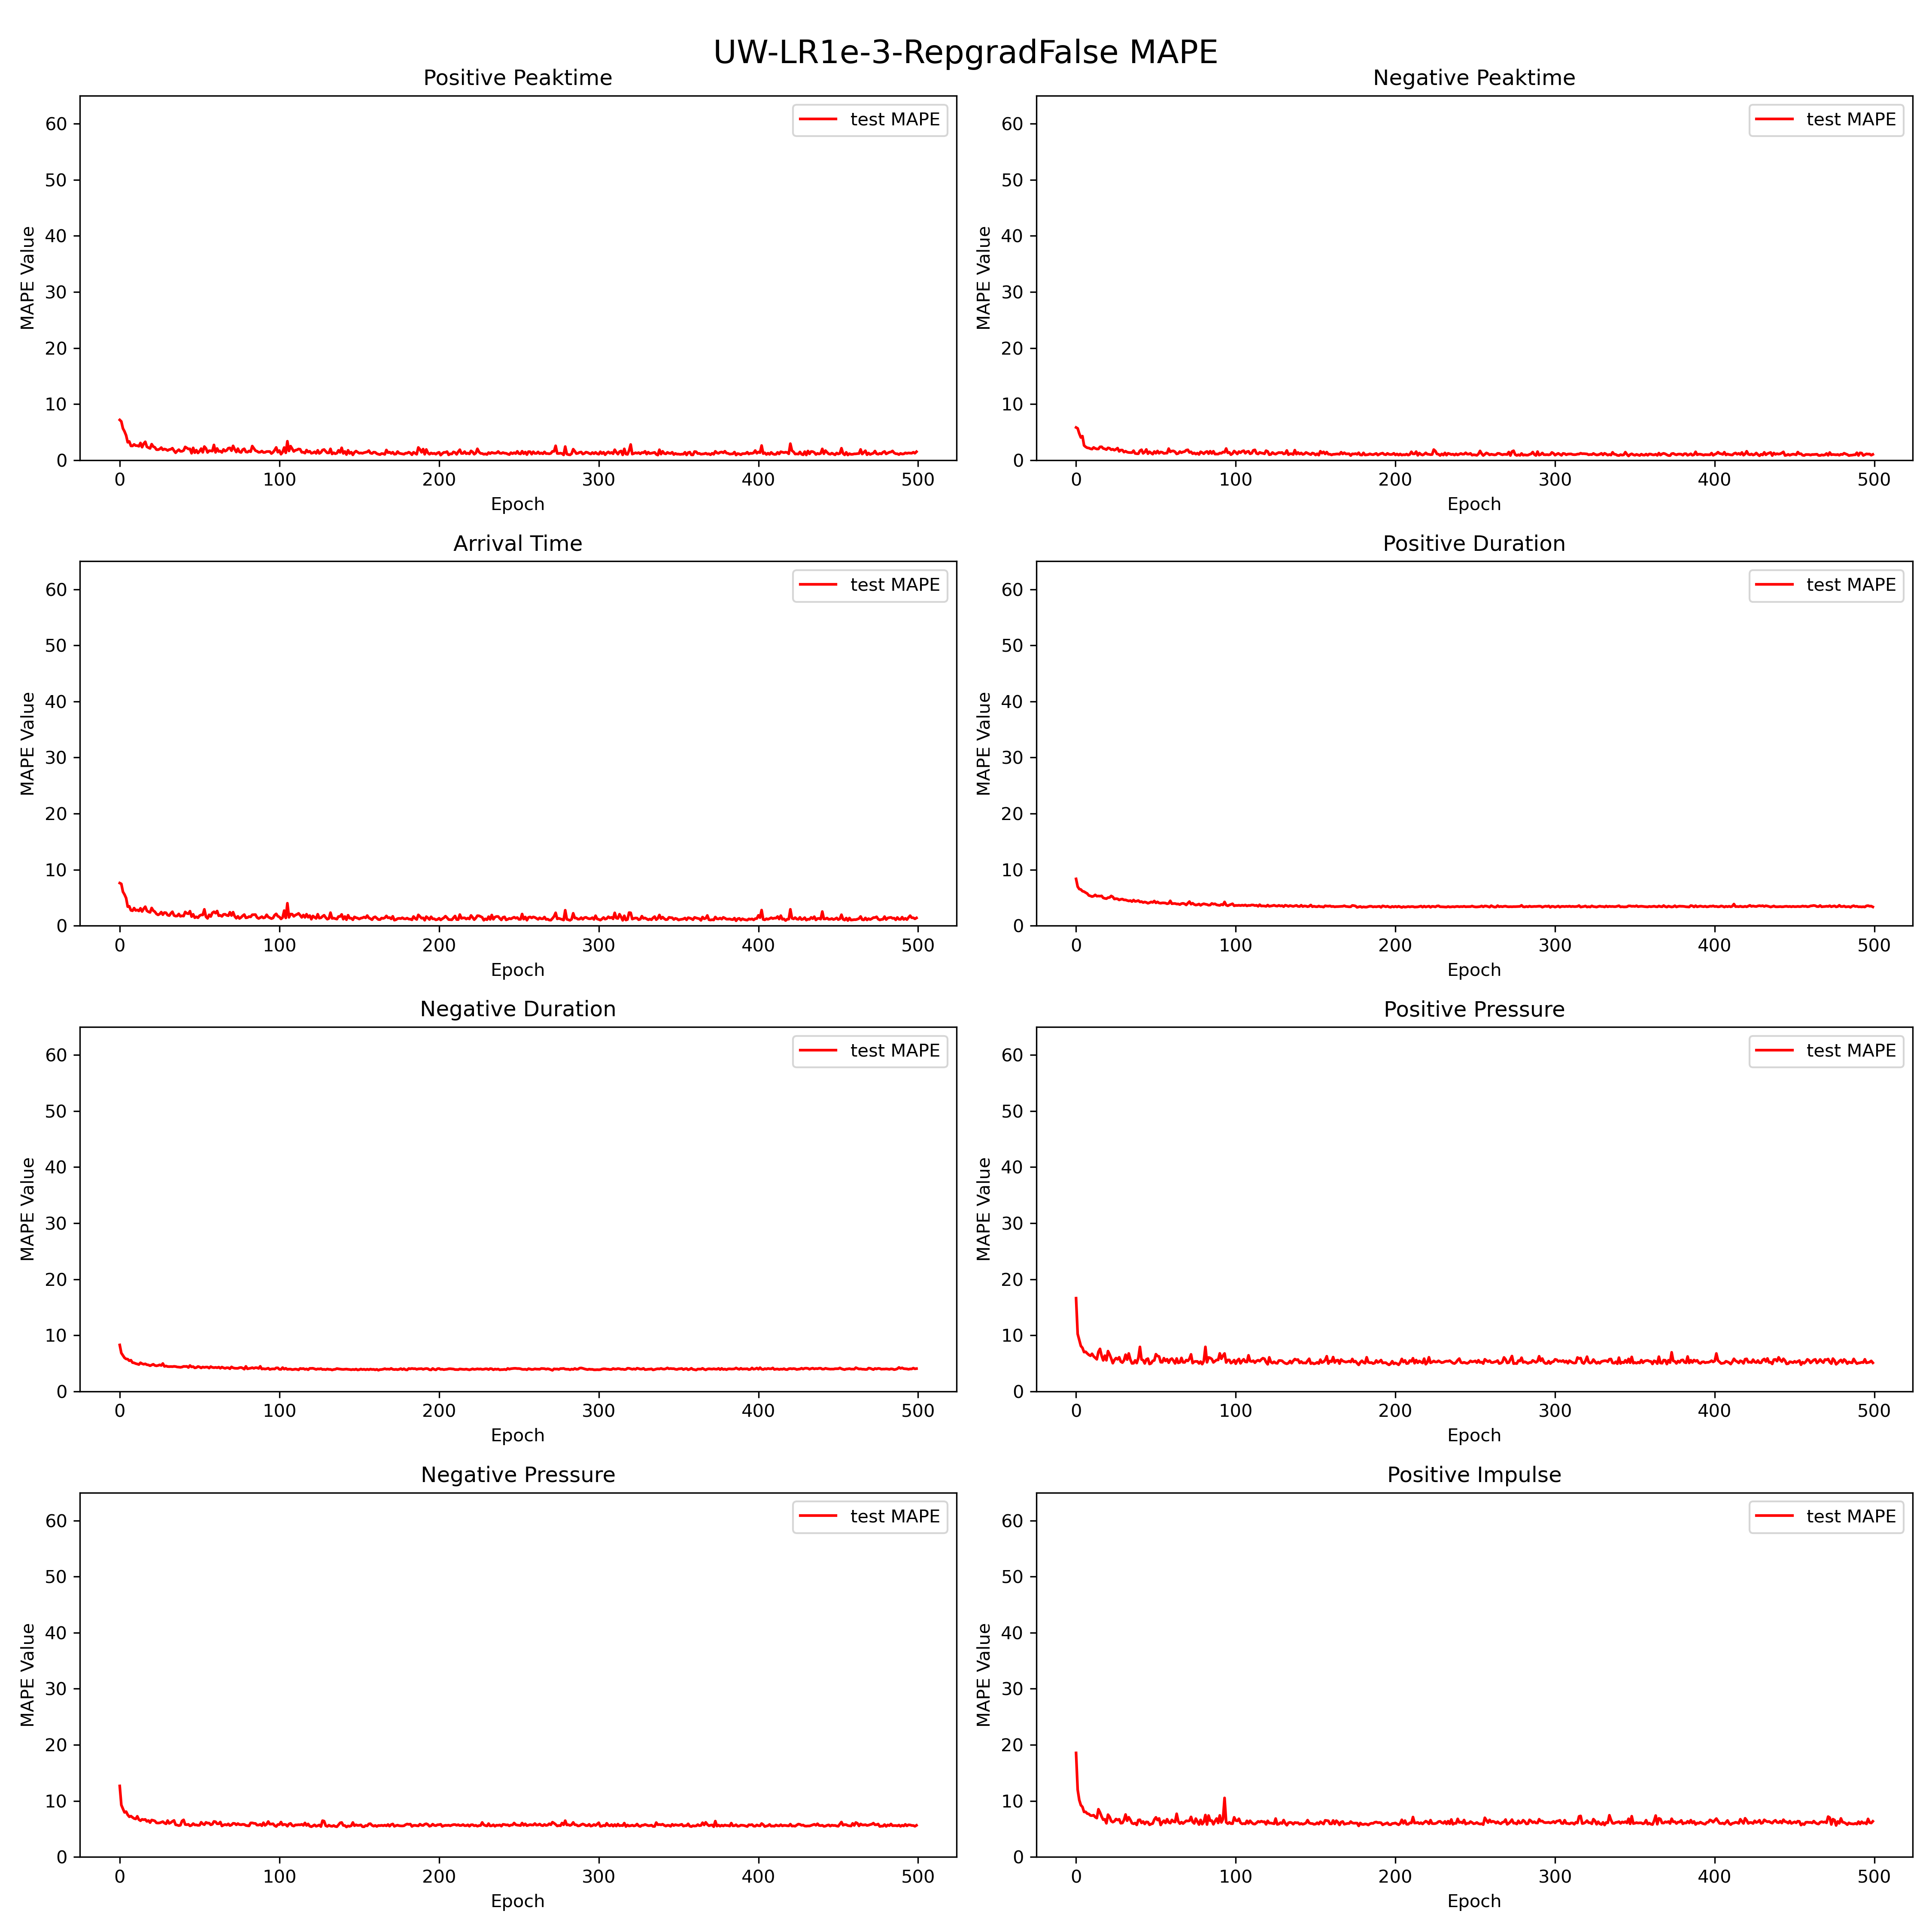 UW-LR1e-3-RepgradFalse MAPE
Positive Peaktime
test MAPE
MAPE Value
60
50
40
30
20
10
0
0 100 200 300 400 500
Epoch
Negative Peaktime
test MAPE
MAPE Value
60
50
40
30
20
10
0
0 100 200 300 400 500
Epoch
Arrival Time
test MAPE
MAPE Value
60
50
40
30
20
10
0
0 100 200 300 400 500
Epoch
Positive Duration
test MAPE
MAPE Value
60
50
40
30
20
10
0
0 100 200 300 400 500
Epoch
Negative Duration
test MAPE
MAPE Value
60
50
40
30
20
10
0
0 100 200 300 400 500
Epoch
Positive Pressure
test MAPE
MAPE Value
60
50
40
30
20
10
0
0 100 200 300 400 500
Epoch
Negative Pressure
test MAPE
MAPE Value
60
50
40
30
20
10
0
0 100 200 300 400 500
Epoch
Positive Impulse
test MAPE
MAPE Value
60
50
40
30
20
10
0
0 100 200 300 400 500
Epoch